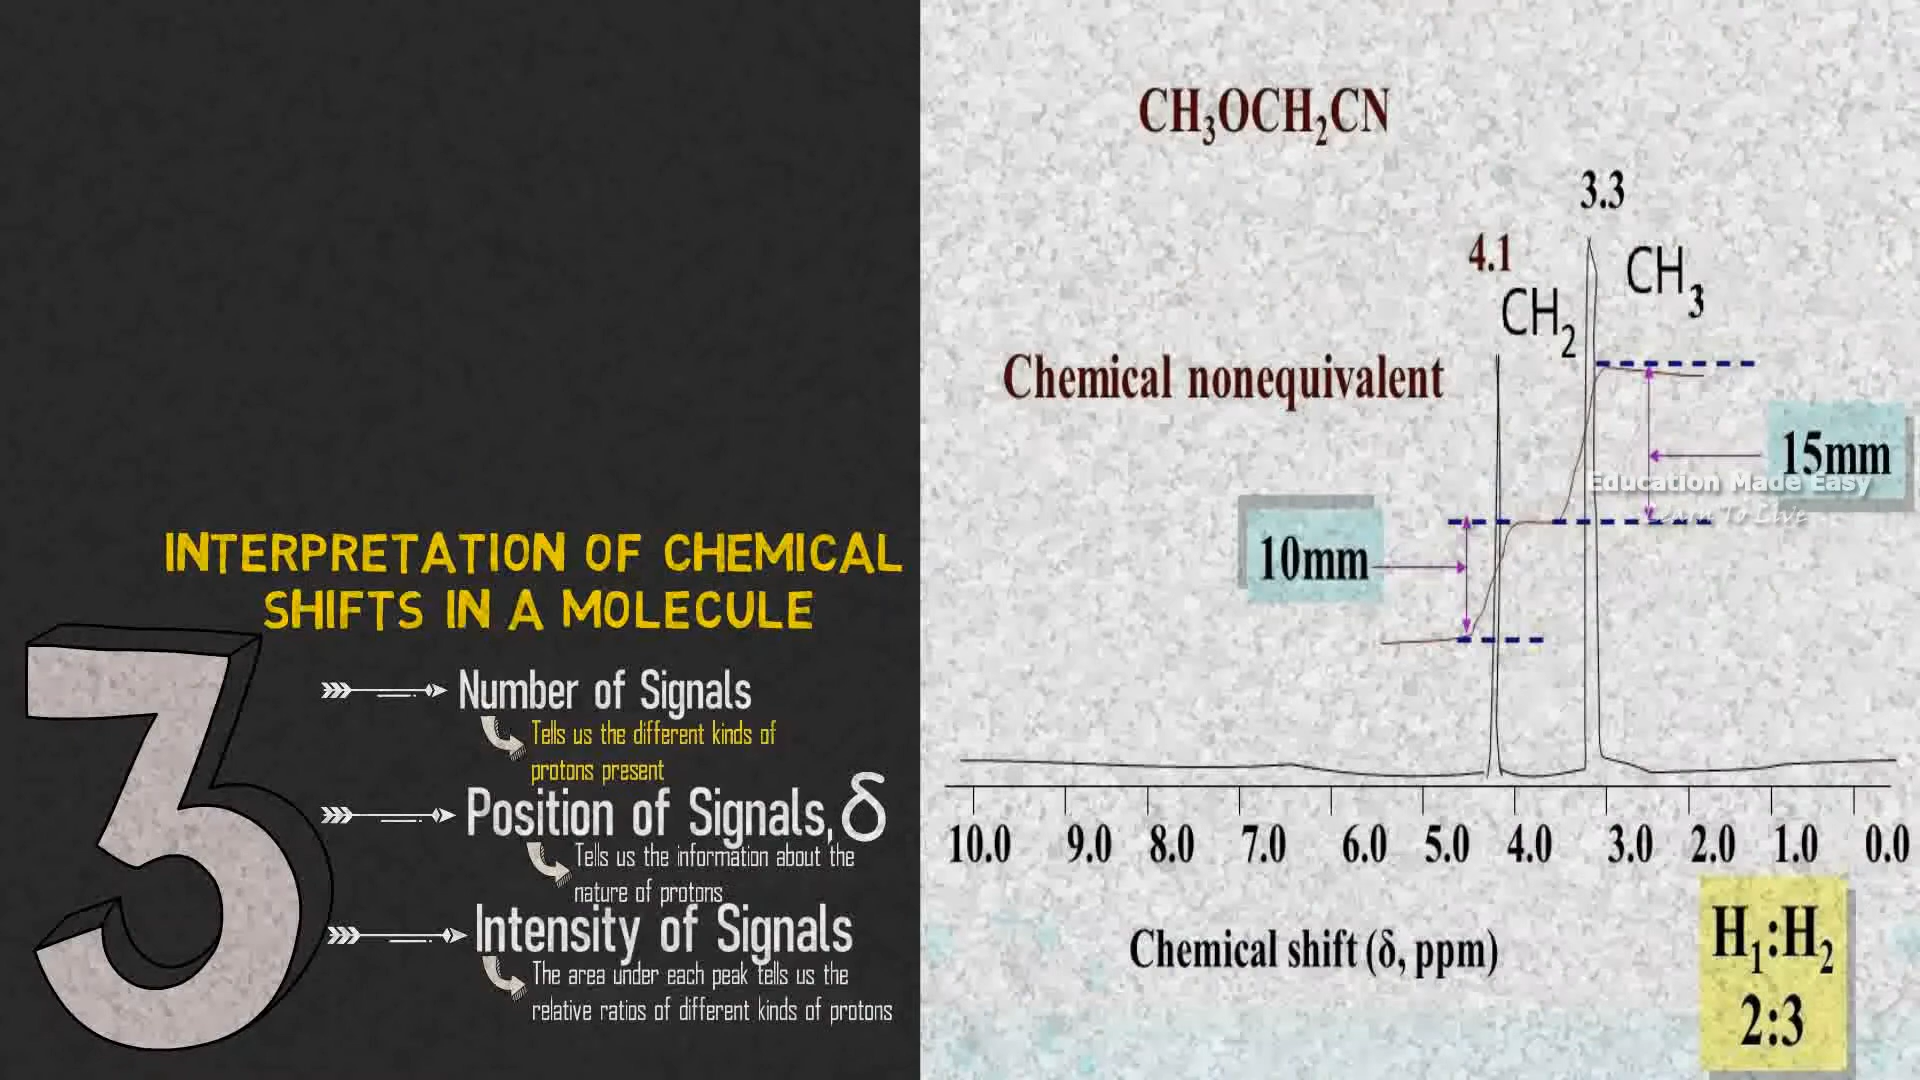 INTERPRETATION OF CHEMICAL
SHIFTS IN A MOLECULE
3
Number of Signals
Tells us the different kinds of
protons present
Position of Signals, δ
Tells us the information about the
nature of protons
Intensity of Signals
The area under each peak tells us the
relative ratios of different kinds of protons
CH₃OCH₂CN
3.3
4.1
CH₃
CH₂
Chemical nonequivalent
15mm
Education Made Easy
Learn To Live
10mm
10.0 9.0 8.0 7.0 6.0 5.0 4.0 3.0 2.0 1.0 0.0
Chemical shift (δ, ppm)
H₁:H₂
2:3